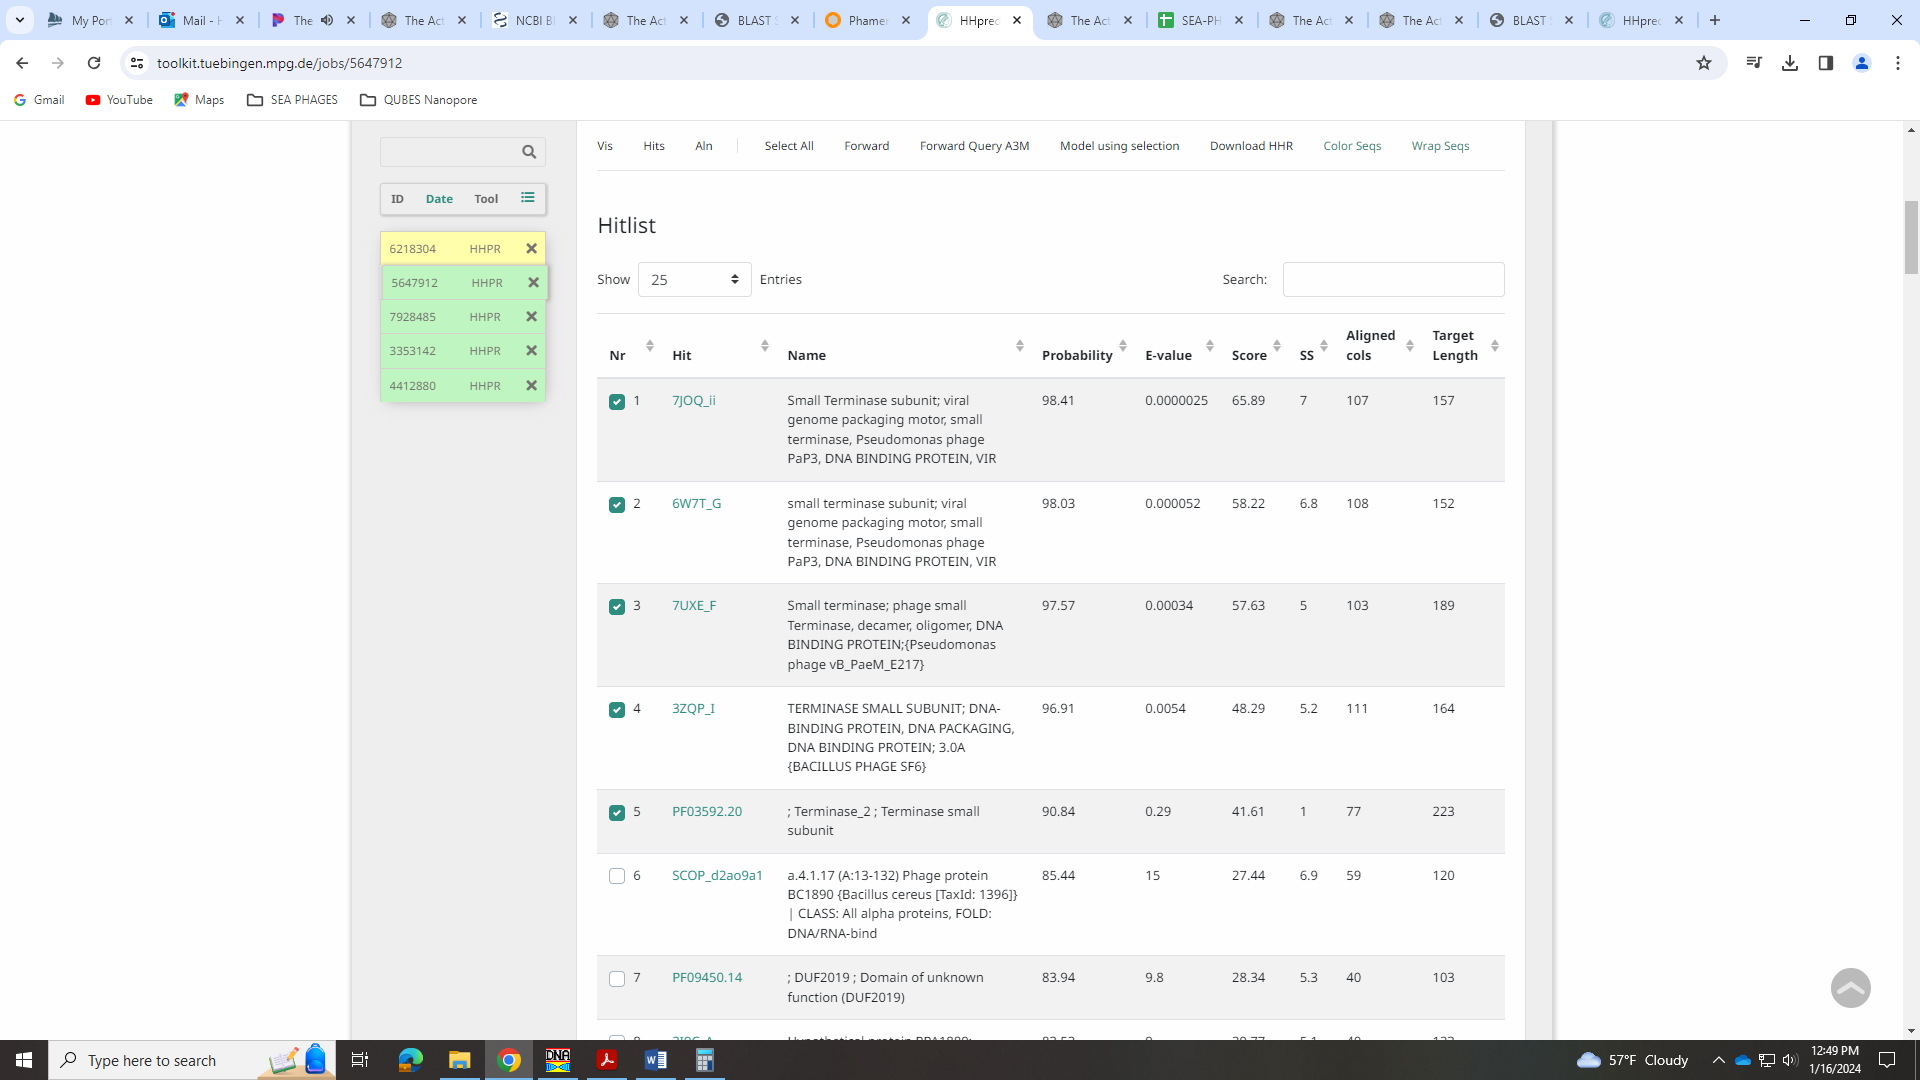 My Port
Mail - H
The
The Act
NCBI Bl
The Act
BLAST S
Phamer
HHpred
The Act
SEA-PH
The Act
The Act
BLAST S
HHpred
toolkit.tuebingen.mpg.de/jobs/5647912
Gmail
YouTube
Maps
SEA PHAGES
QUBES Nanopore
ID Date Tool
6218304 HHPR
5647912 HHPR
7928485 HHPR
3353142 HHPR
4412880 HHPR
Vis Hits Aln Select All Forward Forward Query A3M Model using selection Download HHR Color Seqs Wrap Seqs
Hitlist
Show 25 Entries Search:
Nr Hit Name Probability E-value Score SS Aligned cols Target Length
1 7JOQ_ii Small Terminase subunit; viral 98.41 0.0000025 65.89 7 107 157
genome packaging motor, small
terminase, Pseudomonas phage
PaP3, DNA BINDING PROTEIN, VIR
2 6W7T_G small terminase subunit; viral 98.03 0.000052 58.22 6.8 108 152
genome packaging motor, small
terminase, Pseudomonas phage
PaP3, DNA BINDING PROTEIN, VIR
3 7UXE_F Small terminase; phage small 97.57 0.00034 57.63 5 103 189
Terminase, decamer, oligomer, DNA
BINDING PROTEIN;{Pseudomonas
phage vB_PaeM_E217}
4 3ZQP_I TERMINASE SMALL SUBUNIT; DNA- 96.91 0.0054 48.29 5.2 111 164
BINDING PROTEIN, DNA PACKAGING,
DNA BINDING PROTEIN; 3.0A
{BACILLUS PHAGE SF6}
5 PF03592.20 ; Terminase_2 ; Terminase small 90.84 0.29 41.61 1 77 223
subunit
6 SCOP_d2ao9a1 a.4.1.17 (A:13-132) Phage protein 85.44 15 27.44 6.9 59 120
BC1890 {Bacillus cereus [TaxId: 1396]}
| CLASS: All alpha proteins, FOLD:
DNA/RNA-bind
7 PF09450.14 ; DUF2019 ; Domain of unknown 83.94 9.8 28.34 5.3 40 103
function (DUF2019)
Type here to search
DNA
57°F Cloudy
12:49 PM
1/16/2024